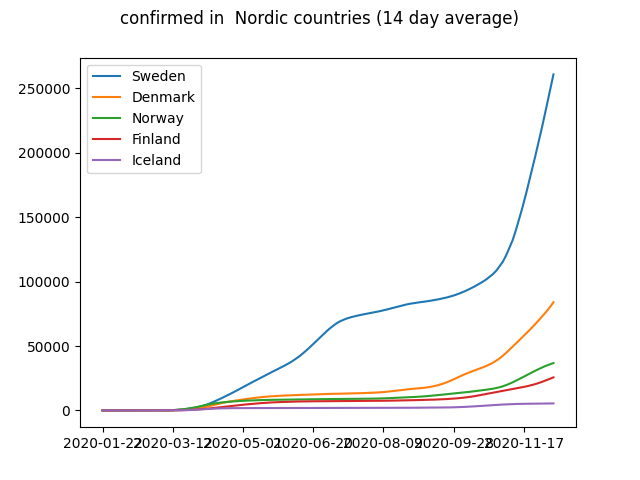 confirmed in  Nordic countries (14 day average)
Sweden
Denmark
Norway
Finland
Iceland
250000
200000
150000
100000
50000
0
2020-01-22 2020-03-12 2020-05-01 2020-06-20 2020-08-09 2020-09-28 2020-11-17